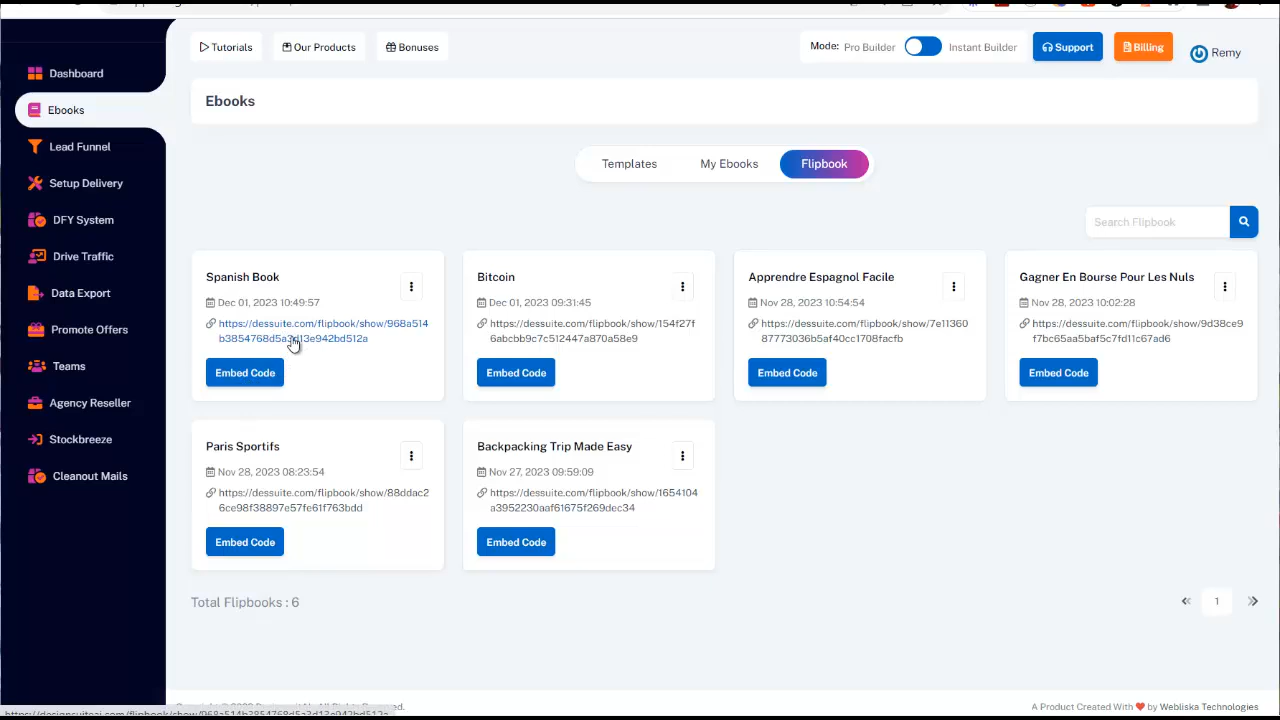 Tutorials
Our Products
Bonuses
Mode: Pro Builder
Instant Builder
Support
Billing
Remy
Dashboard
Ebooks
Lead Funnel
Setup Delivery
DFY System
Drive Traffic
Data Export
Promote Offers
Teams
Agency Reseller
Stockbreeze
Cleanout Mails
Ebooks
Templates
My Ebooks
Flipbook
Search Flipbook
Spanish Book
Dec 01, 2023 10:49:57
https://dessuite.com/flipbook/show/968a514
Embed Code
Bitcoin
Dec 01, 2023 09:31:45
https://dessuite.com/flipbook/show/154f27f
6abcbb9c7c512447a870a58e9
Embed Code
Apprendre Espagnol Facile
Nov 28, 2023 10:54:54
https://dessuite.com/flipbook/show/7e11360
87773036b5af40cc1708facfb
Embed Code
Gagner En Bourse Pour Les Nuls
Nov 28, 2023 10:02:28
https://dessuite.com/flipbook/show/9d38ce9
f7bc65aa5baf5c7fd11c67ad6
Embed Code
Paris Sportifs
Nov 28, 2023 08:23:54
https://dessuite.com/flipbook/show/88ddac2
6ce98f38897e57fe61f763bdd
Embed Code
Backpacking Trip Made Easy
Nov 27, 2023 09:59:09
https://dessuite.com/flipbook/show/1654104
a3952230aaf61675f269dec34
Embed Code
Total Flipbooks : 6
1
A Product Created With ❤ by Webliska Technologies